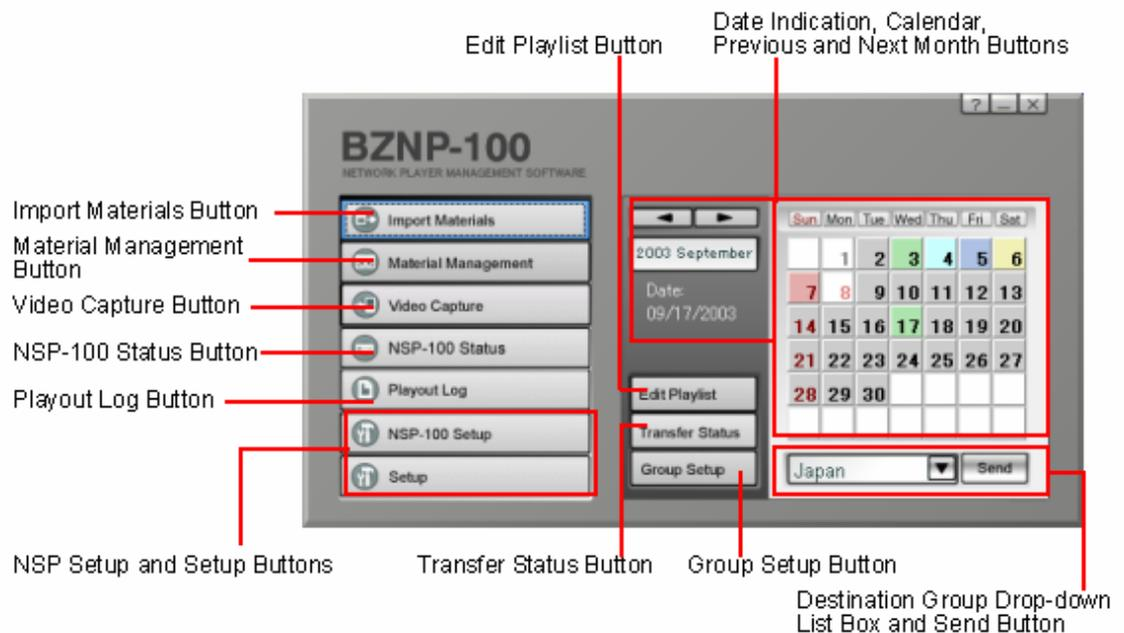 Date Indication, Calendar,
Edit Playlist Button
Previous and Next Month Buttons
? _ X
BZNP-100
NETWORK PLAYER MANAGEMENT SOFTWARE
Import Materials Button
Import Materials
Sun Mon Tue Wed Thu Fri Sat
Material Management
Button
Material Management
2003 September
1 2 3 4 5 6
Video Capture Button
Video Capture
Date:
09/17/2003
7 8 9 10 11 12 13
NSP-100 Status Button
NSP-100 Status
14 15 16 17 18 19 20
21 22 23 24 25 26 27
Playout Log Button
Playout Log
Edit Playlist
28 29 30
NSP-100 Setup
Transfer Status
Setup
Group Setup
Japan
Send
NSP Setup and Setup Buttons
Transfer Status Button
Group Setup Button
Destination Group Drop-down
List Box and Send Button